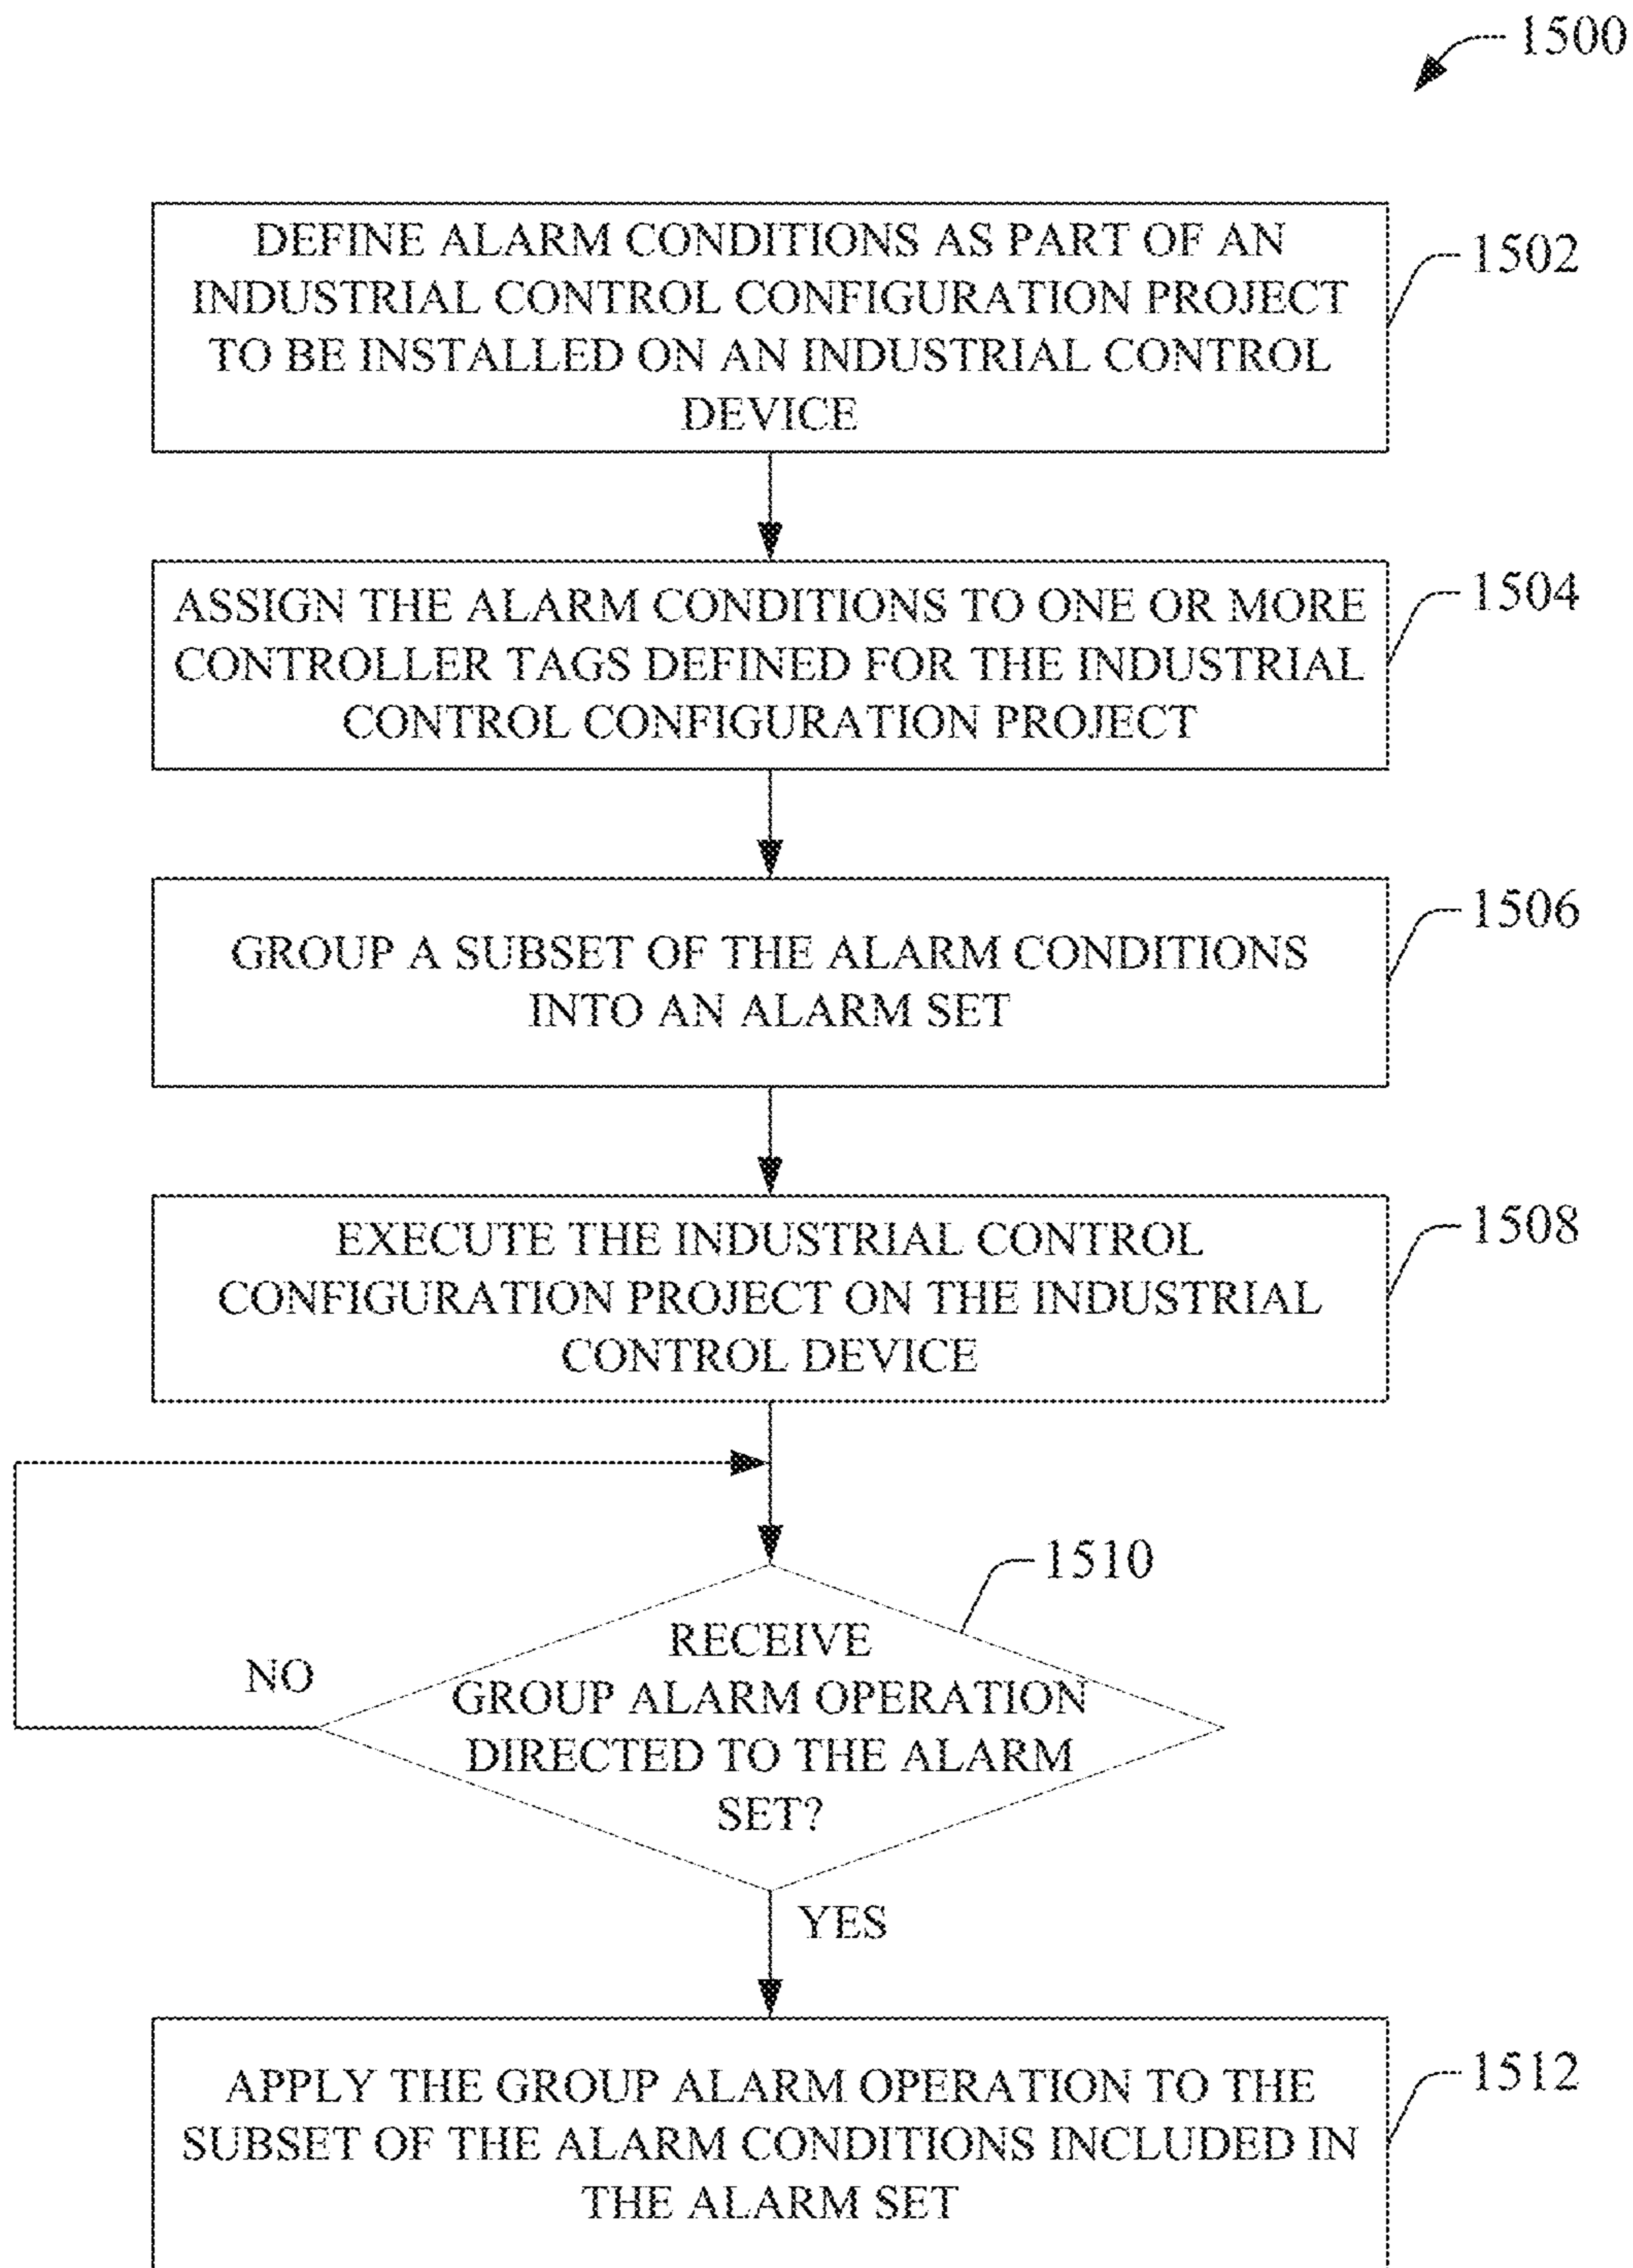 1500
DEFINE ALARM CONDITIONS AS PART OF AN
INDUSTRIAL CONTROL CONFIGURATION PROJECT
TO BE INSTALLED ON AN INDUSTRIAL CONTROL
DEVICE
1502
ASSIGN THE ALARM CONDITIONS TO ONE OR MORE
CONTROLLER TAGS DEFINED FOR THE INDUSTRIAL
CONTROL CONFIGURATION PROJECT
1504
GROUP A SUBSET OF THE ALARM CONDITIONS
INTO AN ALARM SET
1506
EXECUTE THE INDUSTRIAL CONTROL
CONFIGURATION PROJECT ON THE INDUSTRIAL
CONTROL DEVICE
1508
1510
RECEIVE
GROUP ALARM OPERATION
DIRECTED TO THE ALARM
SET?
NO
YES
APPLY THE GROUP ALARM OPERATION TO THE
SUBSET OF THE ALARM CONDITIONS INCLUDED IN
THE ALARM SET
1512